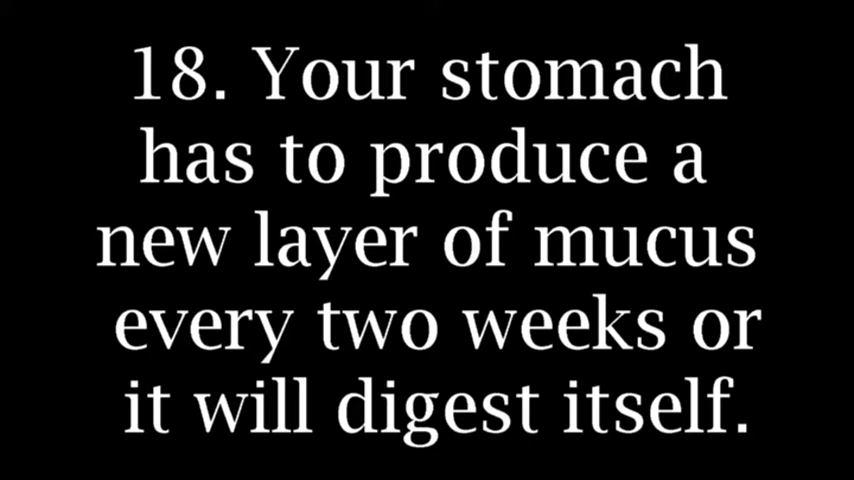 18. Your stomach
has to produce a
new layer of mucus
every two weeks or
it will digest itself.